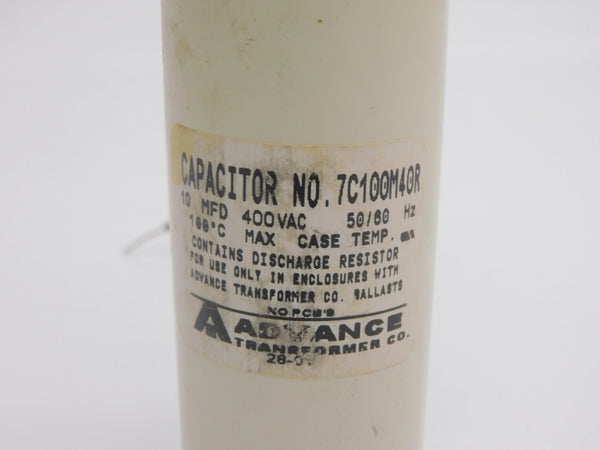 CAPACITOR NO. 7C100M40R
10 MFD 400VAC 50/60 Hz
100°C MAX CASE TEMP.
CONTAINS DISCHARGE RESISTOR
FOR USE ONLY IN ENCLOSURES WITH
ADVANCE TRANSFORMER CO. BALLASTS
NO PCB'S
ADVANCE
TRANSFORMER CO.